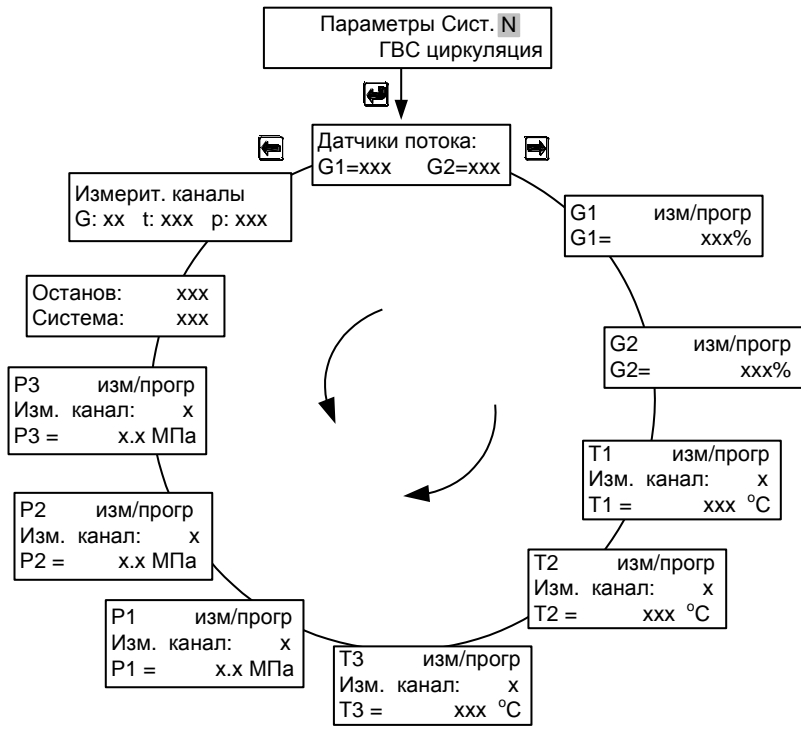 Параметры Сист. N
ГВС циркуляция
Датчики потока:
G1=xxx G2=xxx
G1 изм/прогр
G1= xxx%
G2 изм/прогр
G2= xxx%
T1 изм/прогр
Изм. канал: x
T1 = xxx °C
T2 изм/прогр
Изм. канал: x
T2 = xxx °C
T3 изм/прогр
Изм. канал: x
T3 = xxx °C
P1 изм/прогр
Изм. канал: x
P1 = x.x МПа
P2 изм/прогр
Изм. канал: x
P2 = x.x МПа
P3 изм/прогр
Изм. канал: x
P3 = x.x МПа
Останов: xxx
Система: xxx
Измерит. каналы
G: xx t: xxx p: xxx